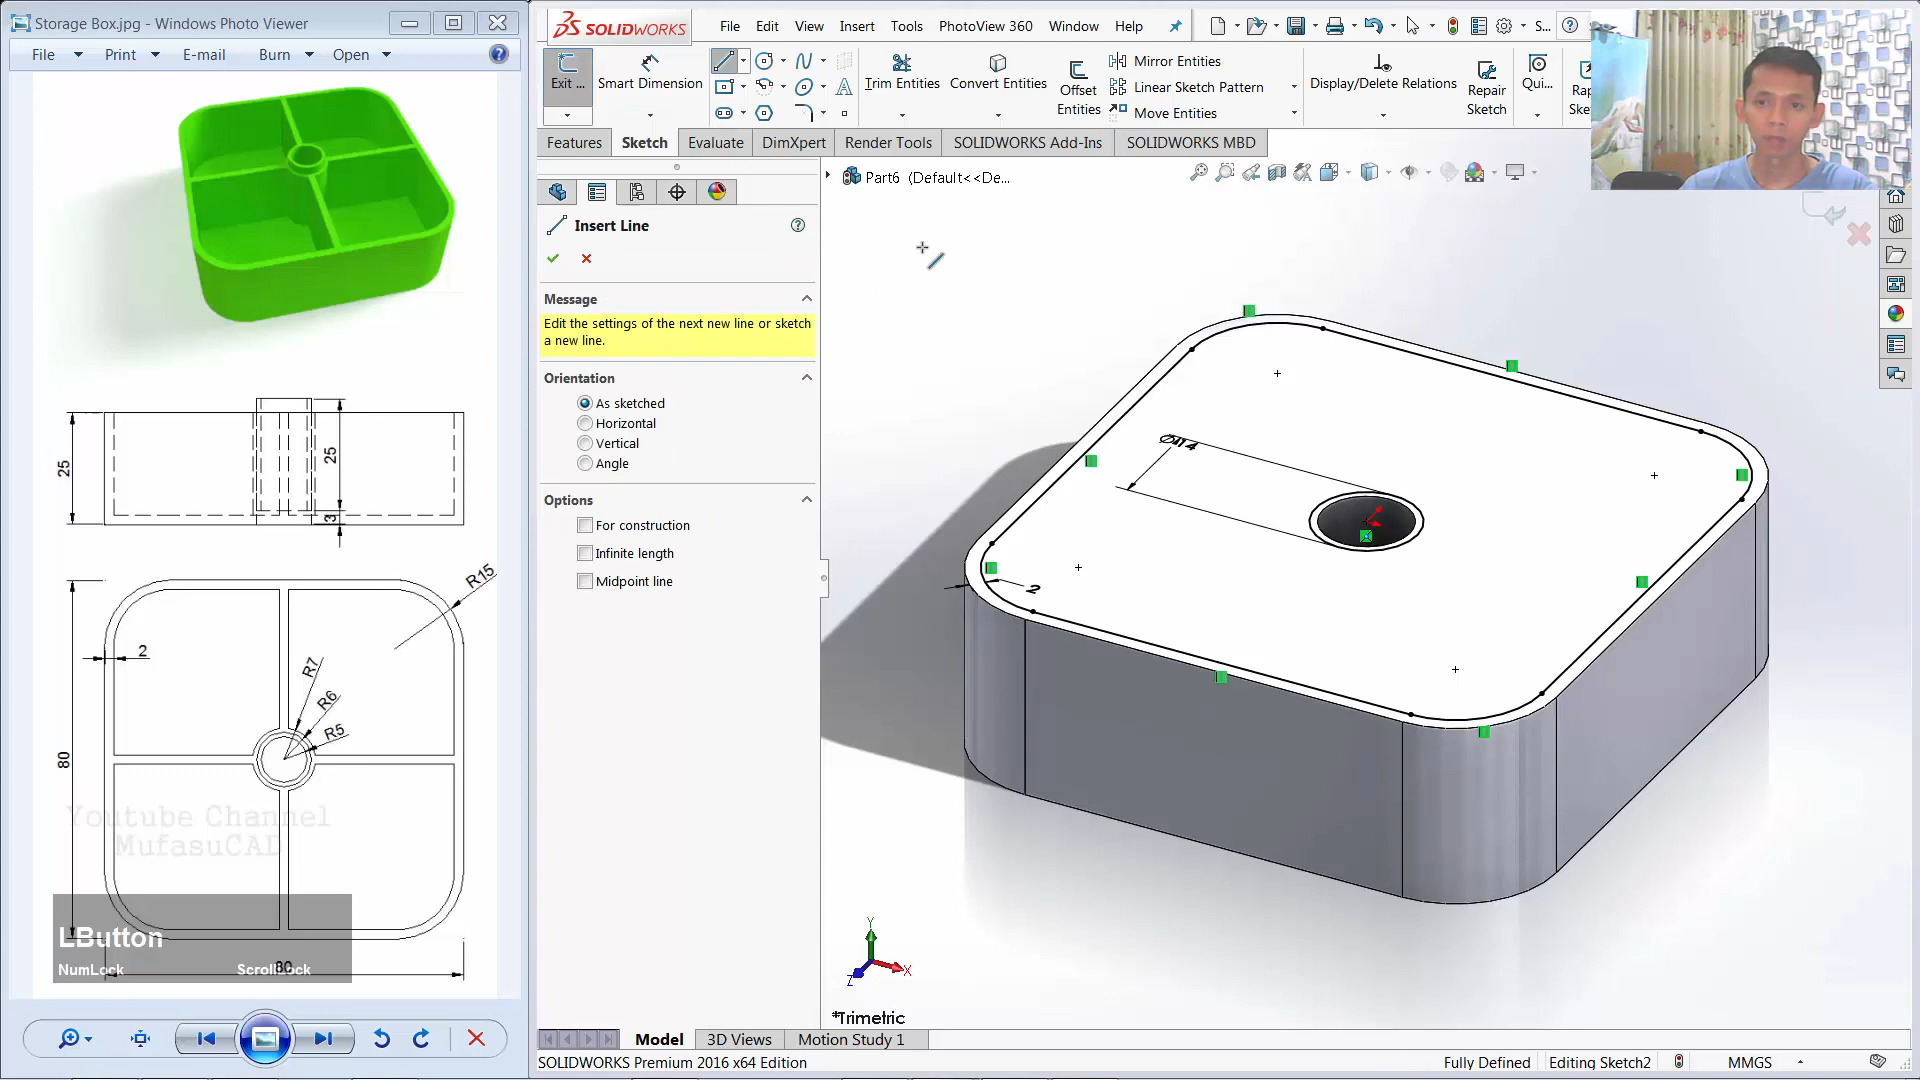 Storage Box.jpg - Windows Photo Viewer
File Print E-mail Burn Open
25
25
3
R15
2
R7
R6
R5
80
Youtube Channel
MufasuCAD
LButton
NumLock ScrollLock
80
SOLIDWORKS
File Edit View Insert Tools PhotoView 360 Window Help
S...
Exit ...
Smart Dimension
Trim Entities
Convert Entities
Offset
Entities
Mirror Entities
Linear Sketch Pattern
Move Entities
Display/Delete Relations
Repair
Sketch
Qui...
Features Sketch Evaluate DimXpert Render Tools SOLIDWORKS Add-Ins SOLIDWORKS MBD
Part6 (Default<<De...
Insert Line
Message
Edit the settings of the next new line or sketch
a new line.
Orientation
As sketched
Horizontal
Vertical
Angle
Options
For construction
Infinite length
Midpoint line
2
Y
X
Z
*Trimetric
Model 3D Views Motion Study 1
SOLIDWORKS Premium 2016 x64 Edition
Fully Defined Editing Sketch2 MMGS